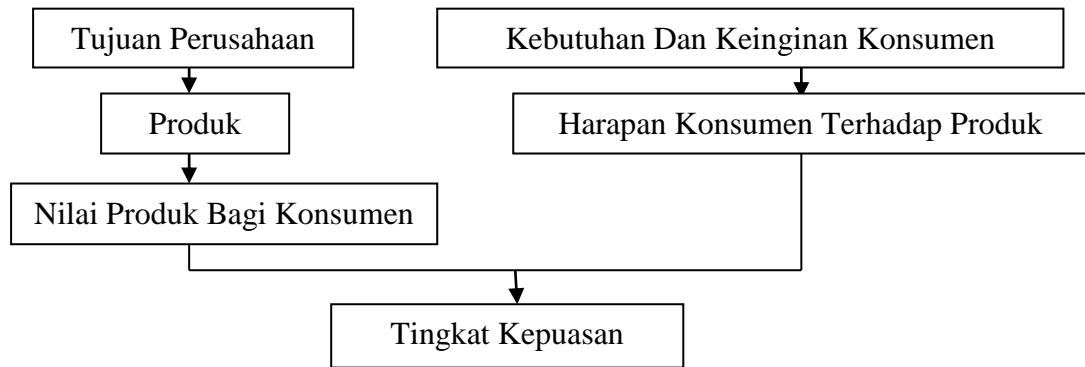 Tujuan Perusahaan
Kebutuhan Dan Keinginan Konsumen
Produk
Harapan Konsumen Terhadap Produk
Nilai Produk Bagi Konsumen
Tingkat Kepuasan